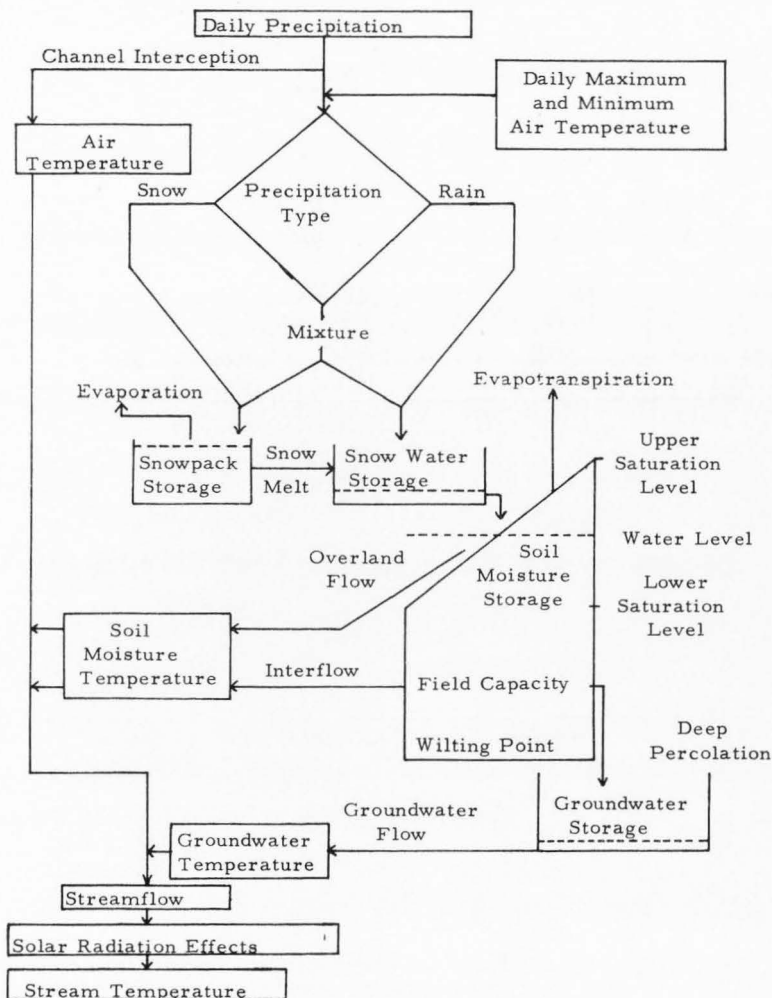 Daily Precipitation
Channel Interception
Daily Maximum
and Minimum
Air Temperature
Air
Temperature
Snow
Precipitation
Type
Rain
Mixture
Evaporation
Evapotranspiration
Snowpack
Storage
Snow
Melt
Snow Water
Storage
Upper
Saturation
Level
Water Level
Overland
Flow
Soil
Moisture
Storage
Lower
Saturation
Level
Soil
Moisture
Temperature
Interflow
Field Capacity
Wilting Point
Deep
Percolation
Groundwater
Storage
Groundwater
Flow
Groundwater
Temperature
Streamflow
Solar Radiation Effects
Stream Temperature